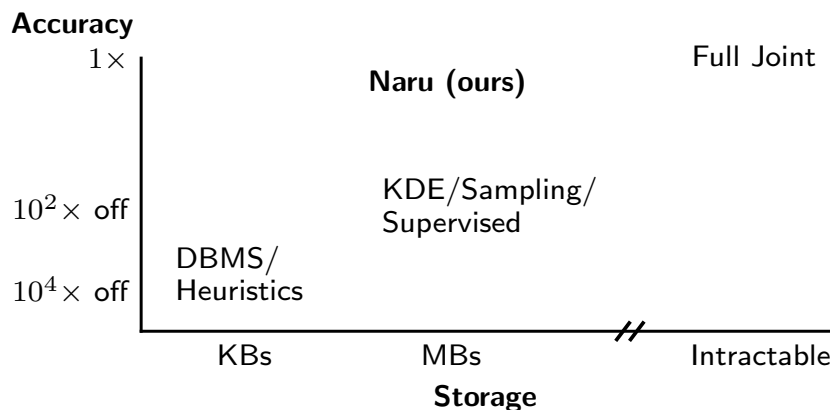 Accuracy
1×
Full Joint
Naru (ours)
10²× off
KDE/Sampling/
Supervised
DBMS/
Heuristics
10⁴× off
KBs
MBs
Intractable
Storage